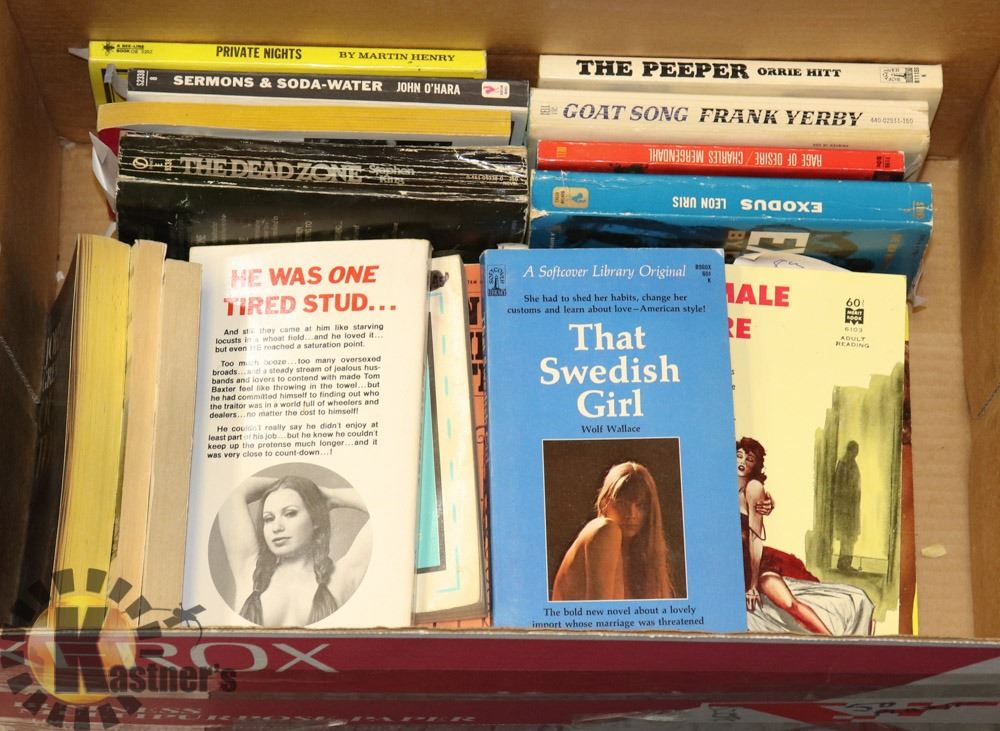 A BEE-LINE
PRIVATE NIGHTS BY MARTIN HENRY
SERMONS & SODA-WATER JOHN O'HARA
THE DEAD ZONE Stephen King
THE PEEPER ORRIE HITT
GOAT SONG FRANK YERBY
RAGE OF DESIRE / CHARLES MERGENDAHL
EXODUS LEON URIS
HE WAS ONE
TIRED STUD...
And still they came at him like starving
locusts in a wheat field...and he loved it...
but even HE reached a saturation point.
Too much booze...too many oversexed
broads...and a steady stream of jealous hus-
bands and lovers to contend with made Tom
Baxter feel like throwing in the towel...but
he had committed himself to finding out who
the traitor was in a world full of wheelers and
dealers...no matter the cost to himself!
He couldn't really say he didn't enjoy at
least part of his job....but he knew he couldn't
keep up the pretense much longer...and it
was very close to count-down...!
A Softcover Library Original
She had to shed her habits, change her
customs and learn about love—American style!
That
Swedish
Girl
Wolf Wallace
The bold new novel about a lovely
import whose marriage was threatened
MALE
RE
60¢
MERIT
BOOK
6103
ADULT
READING
ROX
PURPOSE PAPER
Kastner's